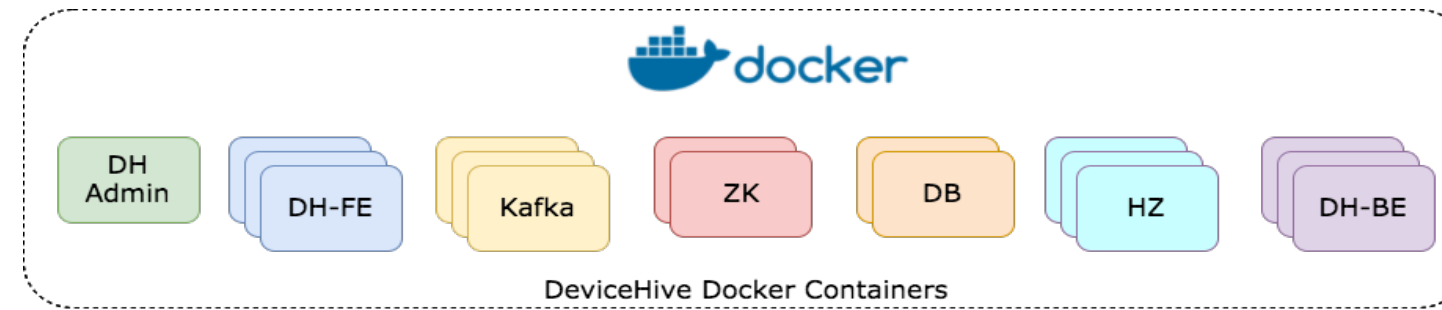 docker
DH
Admin
DH-FE
Kafka
ZK
DB
HZ
DH-BE
DeviceHive Docker Containers